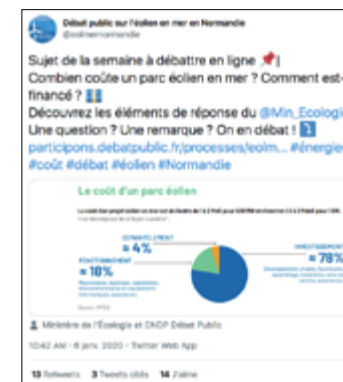 Débat public sur l'éolien en mer en Normandie
@eolmernormandie
Sujet de la semaine à débattre en ligne 📌|
Combien coûte un parc éolien en mer ? Comment est-
financé ? 💶
Découvrez les éléments de réponse du @Min_Ecologie
Une question ? Une remarque ? On en débat ! ⤵️
participons.debatpublic.fr/processes/eolm... #énergies
#coût #débat #éolien #Normandie
Le coût d'un parc éolien
DÉMANTÈLEMENT
≈ 4%
FONCTIONNEMENT
≈ 18%
INVESTISSEMENT
≈ 78%
Ministère de l'Écologie et CNDP Débat Public
10:42 AM · 6 janv. 2020 · Twitter Web App
13 Retweets 3 Tweets cités 14 J'aime